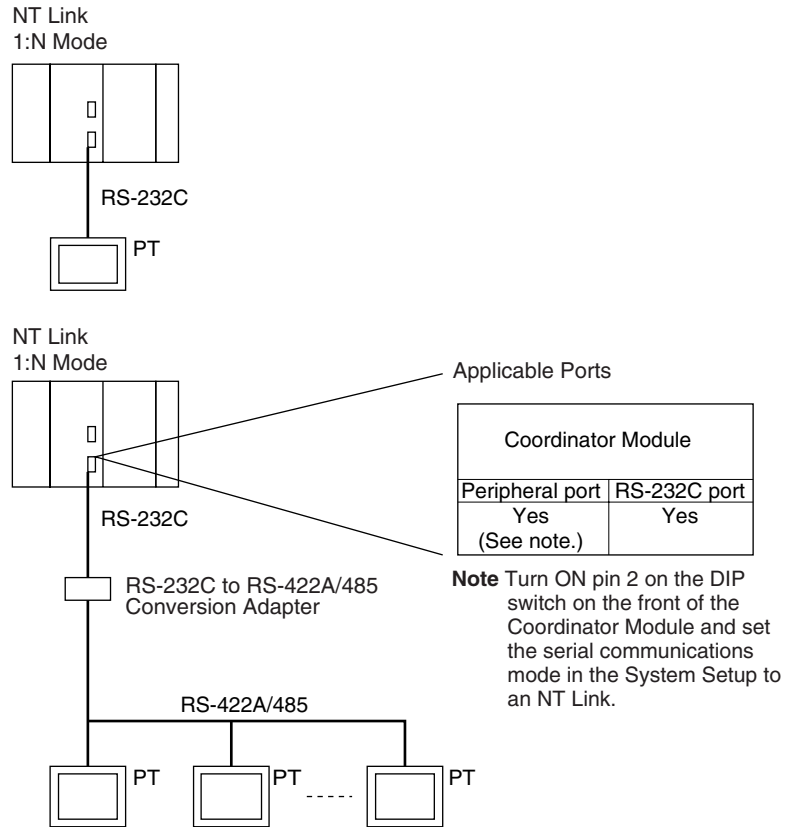 NT Link
1:N Mode
RS-232C
PT
NT Link
1:N Mode
Applicable Ports
Coordinator Module
Peripheral port RS-232C port
Yes Yes
(See note.)
RS-232C
Note Turn ON pin 2 on the DIP
switch on the front of the
Coordinator Module and set
the serial communications
mode in the System Setup to
an NT Link.
RS-232C to RS-422A/485
Conversion Adapter
RS-422A/485
PT PT PT